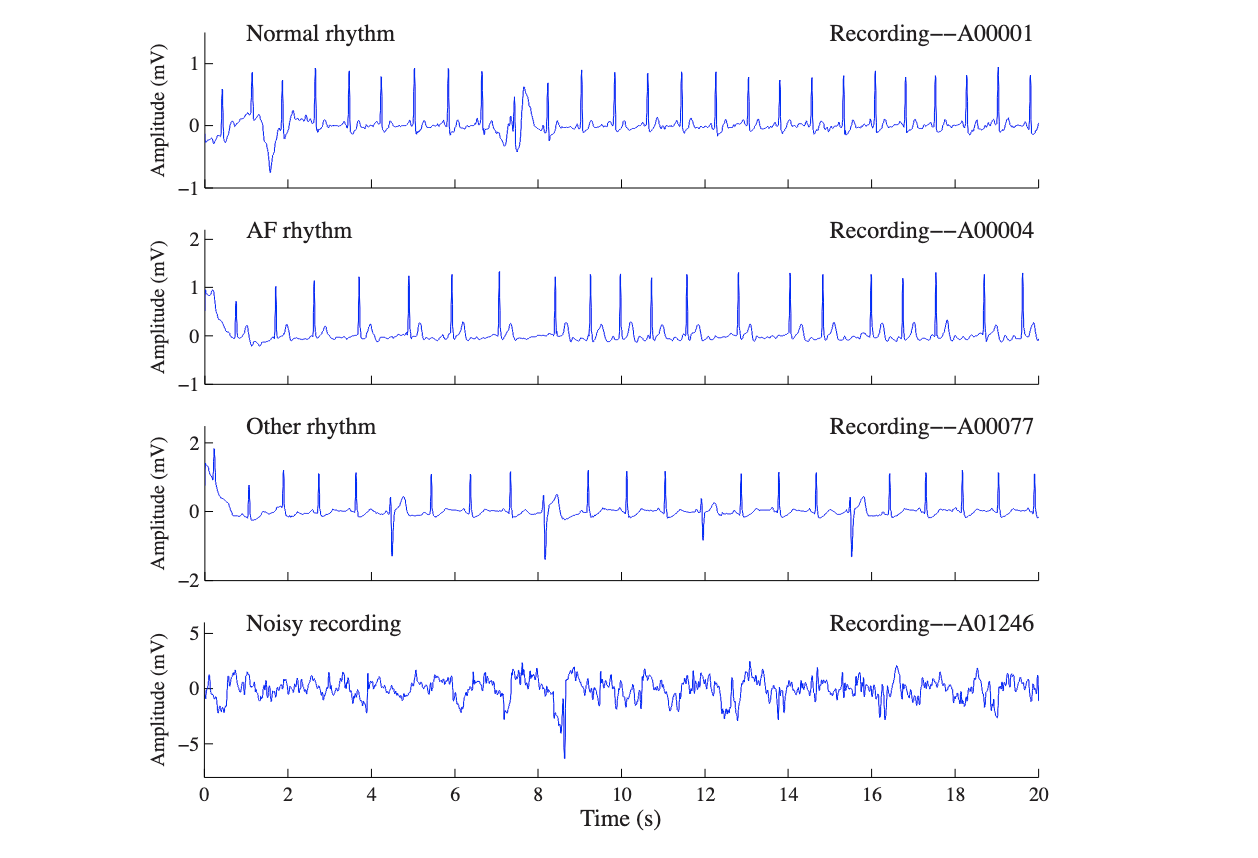 Normal rhythm Recording−−A00001
Amplitude (mV)
1
0
−1
AF rhythm Recording−−A00004
Amplitude (mV)
2
1
0
−1
Other rhythm Recording−−A00077
Amplitude (mV)
2
0
−2
Noisy recording Recording−−A01246
Amplitude (mV)
5
0
−5
0 2 4 6 8 10 12 14 16 18 20
Time (s)